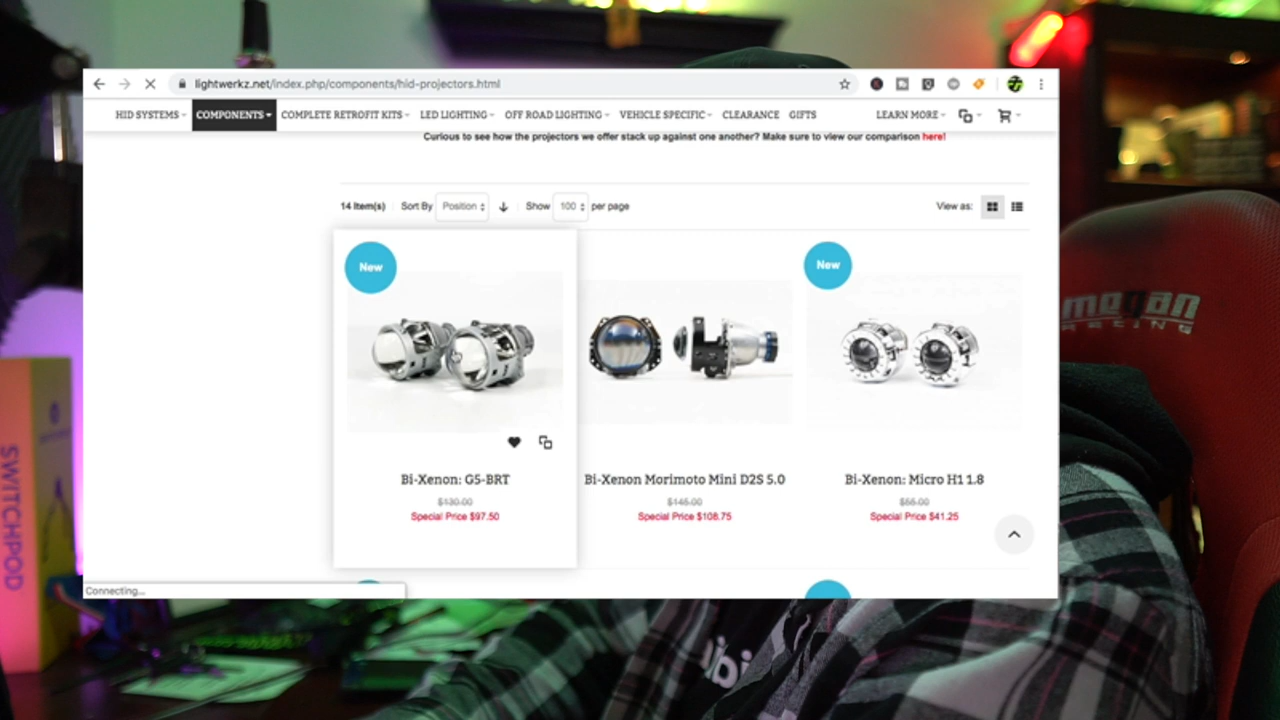 lightwerkz.net/index.php/components/hid-projectors.html
HID SYSTEMS COMPONENTS COMPLETE RETROFIT KITS LED LIGHTING OFF ROAD LIGHTING VEHICLE SPECIFIC CLEARANCE GIFTS LEARN MORE
Curious to see how the projectors we offer stack up against one another? Make sure to view our comparison here!
14 Item(s) Sort By Position Show 100 per page View as:
New
New
Bi-Xenon: G5-BRT
$130.00
Special Price $97.50
Bi-Xenon Morimoto Mini D2S 5.0
$145.00
Special Price $108.75
Bi-Xenon: Micro H1 1.8
$55.00
Special Price $41.25
Connecting...
SWITCHPOD
megan
RACING